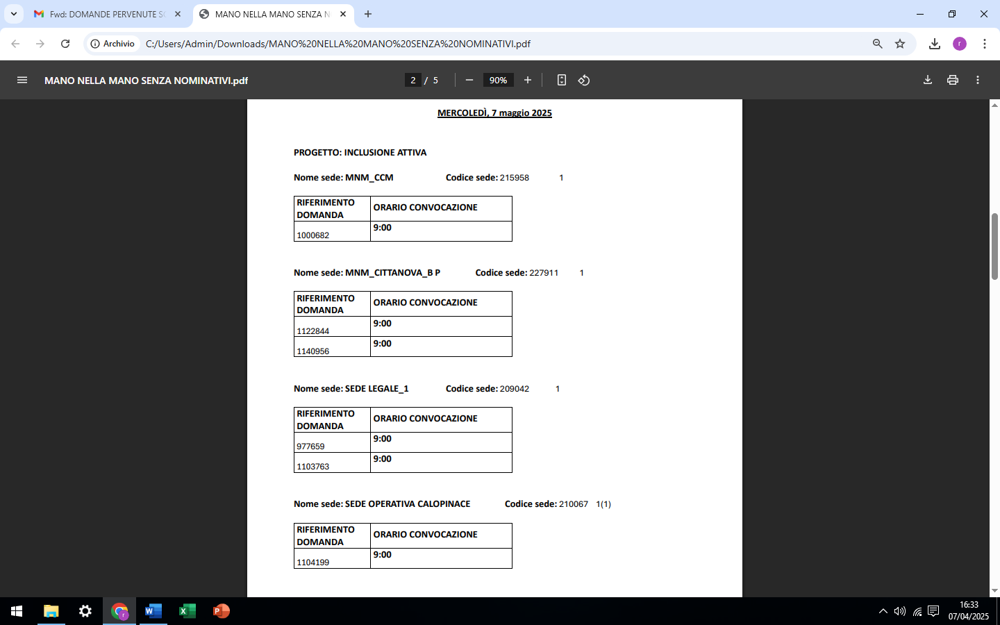 Fwd: DOMANDE PERVENUTE SC
MANO NELLA MANO SENZA N
Archivio
C:/Users/Admin/Downloads/MANO%20NELLA%20MANO%20SENZA%20NOMINATIVI.pdf
r
MANO NELLA MANO SENZA NOMINATIVI.pdf
2 / 5
90%
MERCOLEDÌ, 7 maggio 2025
PROGETTO: INCLUSIONE ATTIVA
Nome sede: MNM_CCM Codice sede: 215958 1
RIFERIMENTO DOMANDA ORARIO CONVOCAZIONE
1000682 9:00
Nome sede: MNM_CITTANOVA_B P Codice sede: 227911 1
RIFERIMENTO DOMANDA ORARIO CONVOCAZIONE
1122844 9:00
1140956 9:00
Nome sede: SEDE LEGALE_1 Codice sede: 209042 1
RIFERIMENTO DOMANDA ORARIO CONVOCAZIONE
977659 9:00
1103763 9:00
Nome sede: SEDE OPERATIVA CALOPINACE Codice sede: 210067 1(1)
RIFERIMENTO DOMANDA ORARIO CONVOCAZIONE
1104199 9:00
16:33
07/04/2025